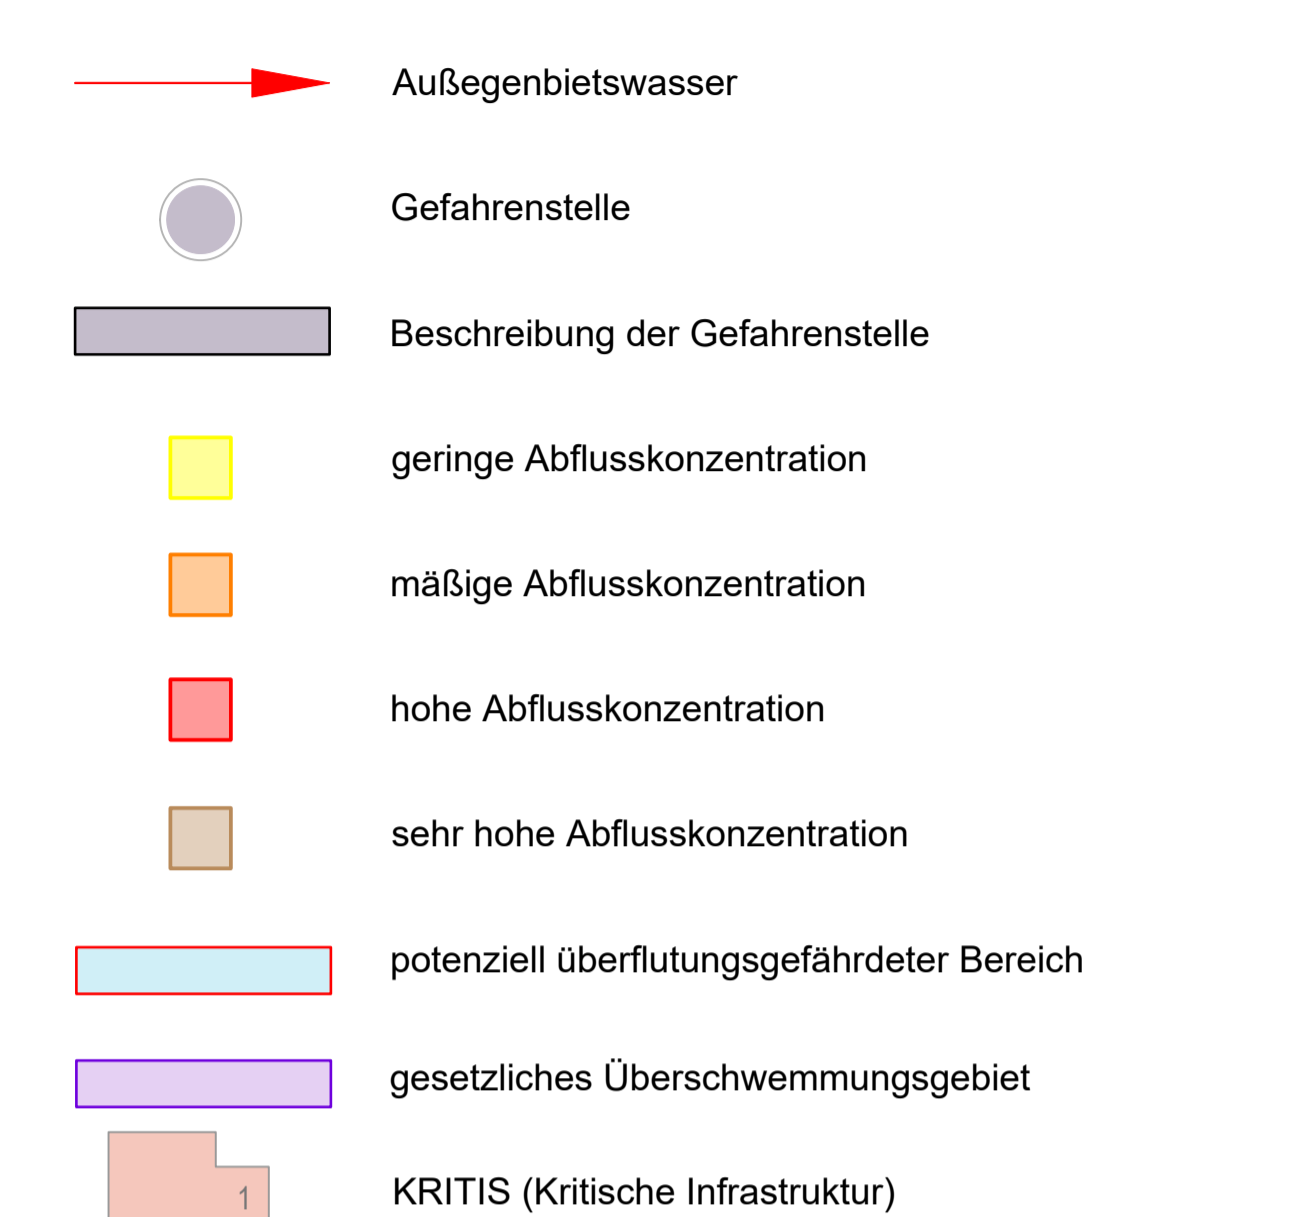 Außegenbietswasser
Gefahrenstelle
Beschreibung der Gefahrenstelle
geringe Abflusskonzentration
mäßige Abflusskonzentration
hohe Abflusskonzentration
sehr hohe Abflusskonzentration
potenziell überflutungsgefährdeter Bereich
gesetzliches Überschwemmungsgebiet
1
KRITIS (Kritische Infrastruktur)